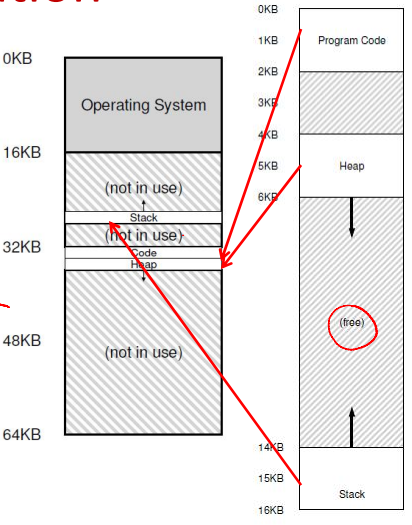 0KB
Operating System
16KB
(not in use)
Stack
(not in use)
32KB
Code
Heap
48KB
(not in use)
64KB
0KB
1KB
Program Code
2KB
3KB
4KB
5KB
Heap
6KB
(free)
14KB
15KB
Stack
16KB